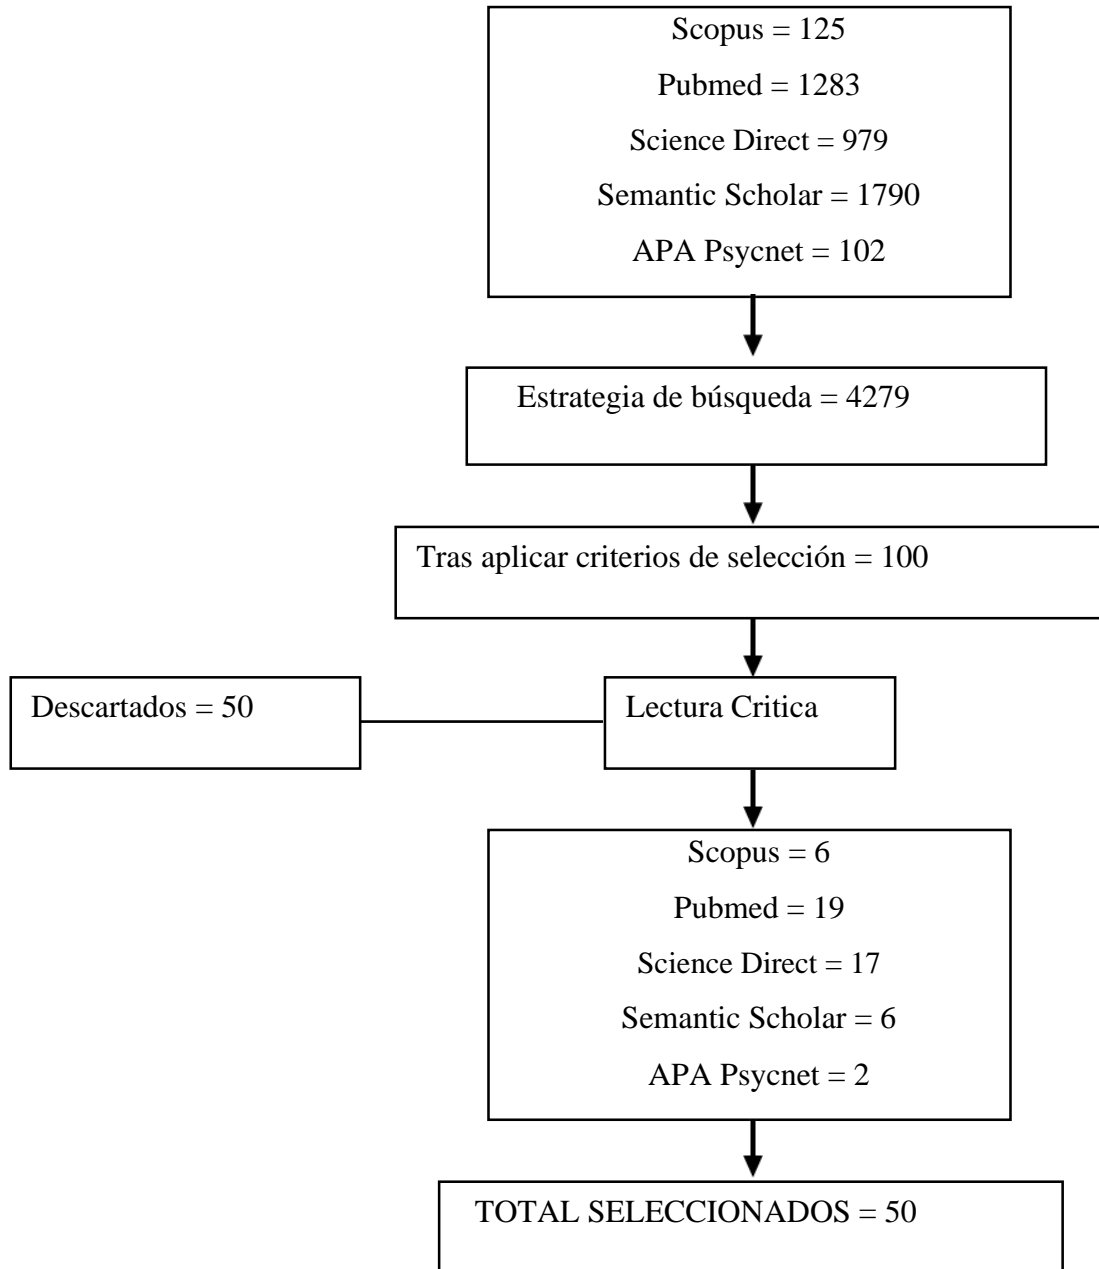 Scopus = 125
Pubmed = 1283
Science Direct = 979
Semantic Scholar = 1790
APA Psycnet = 102
Estrategia de búsqueda = 4279
Tras aplicar criterios de selección = 100
Descartados = 50
Lectura Critica
Scopus = 6
Pubmed = 19
Science Direct = 17
Semantic Scholar = 6
APA Psycnet = 2
TOTAL SELECCIONADOS = 50